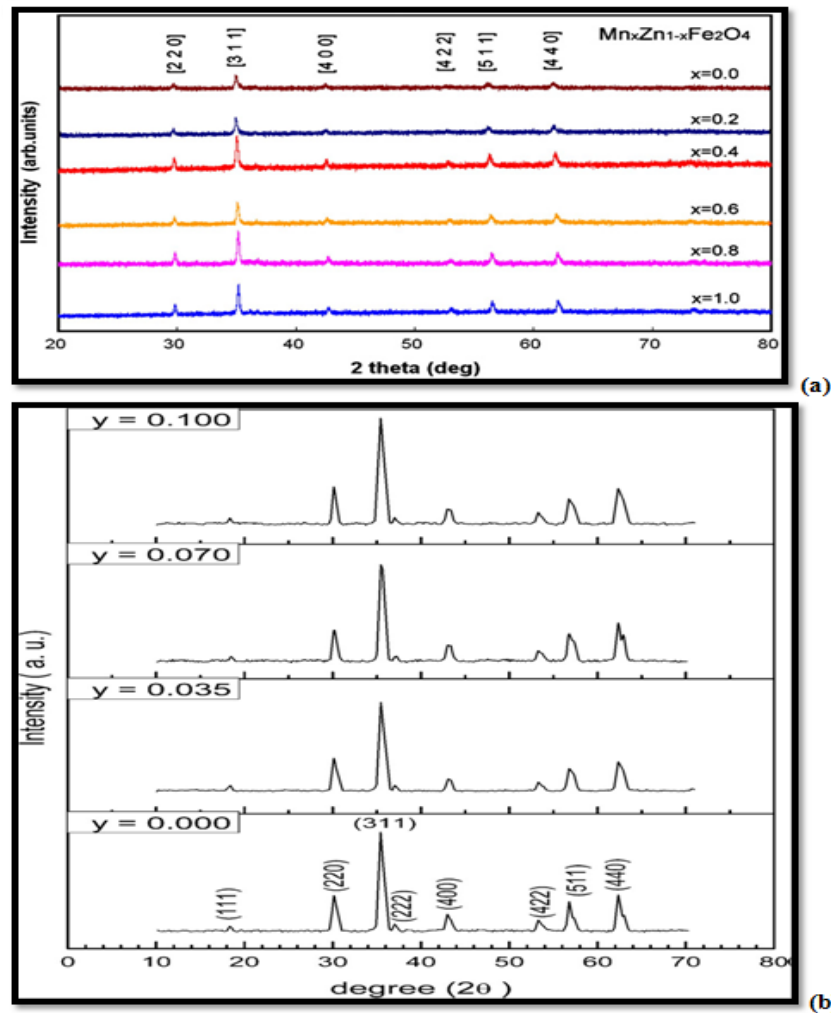 MnxZn1-xFe2O4
[2 2 0] [3 1 1] [4 0 0] [4 2 2] [5 1 1] [4 4 0]
x=0.0
x=0.2
x=0.4
x=0.6
x=0.8
x=1.0
Intensity (arb.units)
20 30 40 50 60 70 80
2 theta (deg)
(a)
y = 0.100
y = 0.070
y = 0.035
y = 0.000
(111) (220) (311) (222) (400) (422) (511) (440)
Intensity ( a. u.)
0 10 20 30 40 50 60 70 80
degree (2θ )
(b